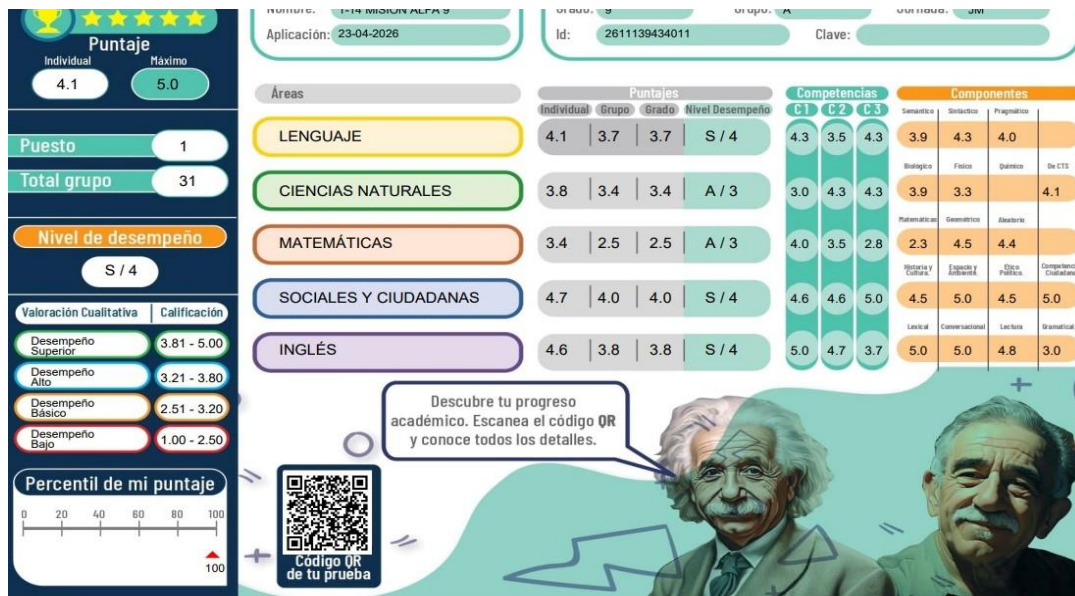 Nombre: T-14 MISIÓN ALFA 9
Grado: 9 Grupo: A Jornada: JM
Aplicación: 23-04-2026
Id: 2611139434011 Clave:
Puntaje
Individual Máximo
4.1 5.0
Puesto 1
Total grupo 31
Nivel de desempeño
S / 4
Valoración Cualitativa Calificación
Desempeño Superior 3.81 - 5.00
Desempeño Alto 3.21 - 3.80
Desempeño Básico 2.51 - 3.20
Desempeño Bajo 1.00 - 2.50
Percentil de mi puntaje
0 20 40 60 80 100
100
Áreas Puntajes Competencias Componentes
Individual Grupo Grado Nivel Desempeño C 1 C 2 C 3
Semántico Sintáctico Pragmático
LENGUAJE 4.1 3.7 3.7 S / 4 4.3 3.5 4.3 3.9 4.3 4.0
Biológico Físico Químico De CTS
CIENCIAS NATURALES 3.8 3.4 3.4 A / 3 3.0 4.3 4.3 3.9 3.3 4.1
Matemáticas Geométrico Aleatorio
MATEMÁTICAS 3.4 2.5 2.5 A / 3 4.0 3.5 2.8 2.3 4.5 4.4
Historia y Cultura. Espacio y Ambiente Ético Político. Competenci Ciudadana
SOCIALES Y CIUDADANAS 4.7 4.0 4.0 S / 4 4.6 4.6 5.0 4.5 5.0 4.5 5.0
Lexical Conversacional Lectura Gramatical
INGLÉS 4.6 3.8 3.8 S / 4 5.0 4.7 3.7 5.0 5.0 4.8 3.0
Descubre tu progreso
académico. Escanea el código QR
y conoce todos los detalles.
Código QR
de tu prueba